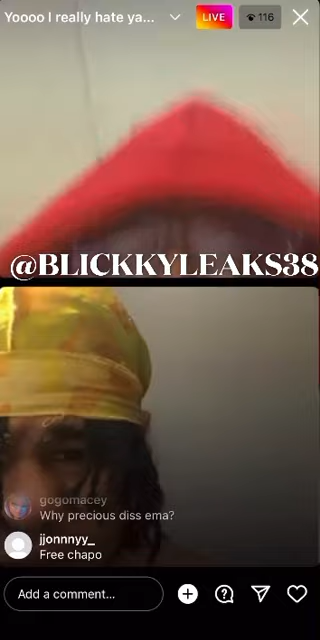 Yoooo I really hate ya...
LIVE
116
@BLICKKYLEAKS38
gogomacey
Why precious diss ema?
jjonnnyy_
Free chapo
Add a comment...